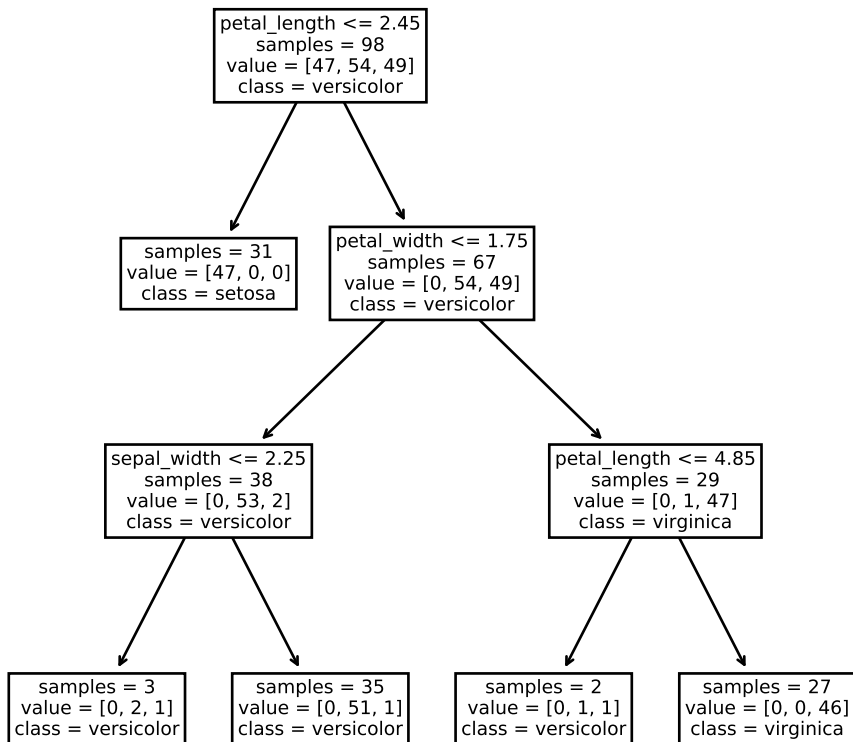 petal_length <= 2.45
samples = 98
value = [47, 54, 49]
class = versicolor
samples = 31
value = [47, 0, 0]
class = setosa
petal_width <= 1.75
samples = 67
value = [0, 54, 49]
class = versicolor
sepal_width <= 2.25
samples = 38
value = [0, 53, 2]
class = versicolor
petal_length <= 4.85
samples = 29
value = [0, 1, 47]
class = virginica
samples = 3
value = [0, 2, 1]
class = versicolor
samples = 35
value = [0, 51, 1]
class = versicolor
samples = 2
value = [0, 1, 1]
class = versicolor
samples = 27
value = [0, 0, 46]
class = virginica